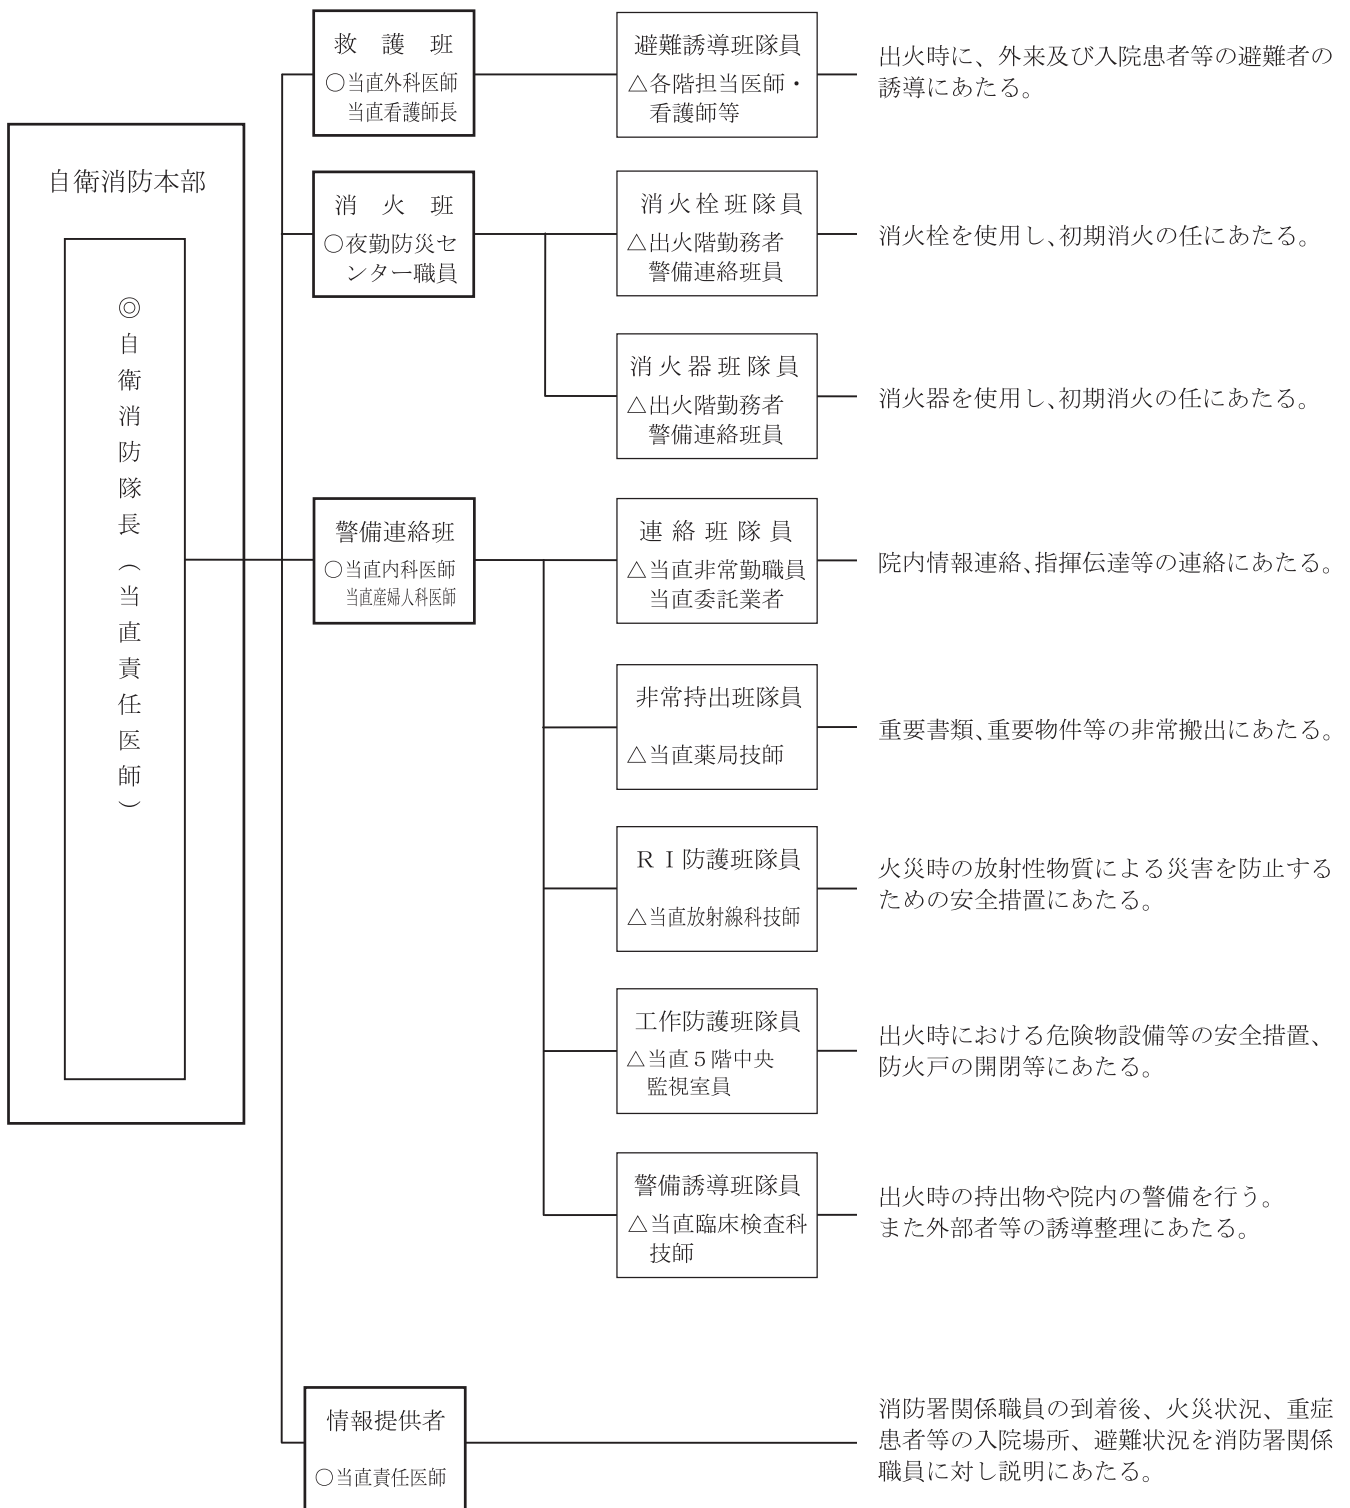 自衛消防本部
◎自衛消防隊長（当直責任医師）
救護班
○当直外科医師
当直看護師長
避難誘導班隊員
△各階担当医師・
看護師等
出火時に、外来及び入院患者等の避難者の
誘導にあたる。
消火班
○夜勤防災セ
ンター職員
消火栓班隊員
△出火階勤務者
警備連絡班員
消火栓を使用し、初期消火の任にあたる。
消火器班隊員
△出火階勤務者
警備連絡班員
消火器を使用し、初期消火の任にあたる。
警備連絡班
○当直内科医師
当直産婦人科医師
連絡班隊員
△当直非常勤職員
当直委託業者
院内情報連絡、指揮伝達等の連絡にあたる。
非常持出班隊員
△当直薬局技師
重要書類、重要物件等の非常搬出にあたる。
ＲＩ防護班隊員
△当直放射線科技師
火災時の放射性物質による災害を防止する
ための安全措置にあたる。
工作防護班隊員
△当直５階中央
監視室員
出火時における危険物設備等の安全措置、
防火戸の開閉等にあたる。
警備誘導班隊員
△当直臨床検査科
技師
出火時の持出物や院内の警備を行う。
また外部者等の誘導整理にあたる。
情報提供者
○当直責任医師
消防署関係職員の到着後、火災状況、重症
患者等の入院場所、避難状況を消防署関係
職員に対し説明にあたる。